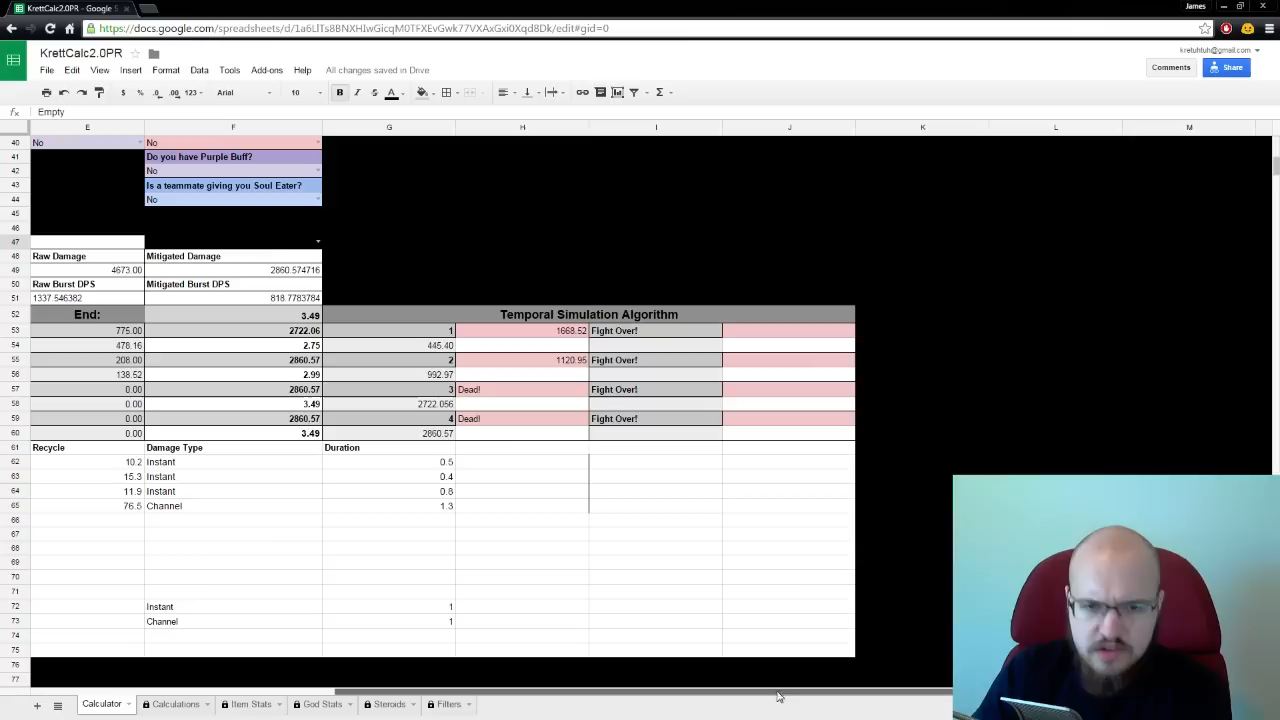 KrettCalc2.0PR - Google S
James
https://docs.google.com/spreadsheets/d/1a6LlTs8BNXHIwGicqM0TFXEvGwk77VXAxGxi0Xqd8Dk/edit#gid=0
KrettCalc2.0PR
kretuhtuh@gmail.com
File Edit View Insert Format Data Tools Add-ons Help All changes saved in Drive
Comments Share
$ % .0 .00 123 Arial 10 B I S A Σ
fx Empty
E F G H I J K L M
40 No No
41 Do you have Purple Buff?
42 No
43 Is a teammate giving you Soul Eater?
44 No
45
46
47
48 Raw Damage Mitigated Damage
49 4673.00 2860.574716
50 Raw Burst DPS Mitigated Burst DPS
51 1337.546382 818.7783784
52 End: 3.49 Temporal Simulation Algorithm
53 775.00 2722.06 1 1668.52 Fight Over!
54 478.16 2.75 445.40
55 208.00 2860.57 2 1120.95 Fight Over!
56 138.52 2.99 992.97
57 0.00 2860.57 3 Dead! Fight Over!
58 0.00 3.49 2722.056
59 0.00 2860.57 4 Dead! Fight Over!
60 0.00 3.49 2860.57
61 Recycle Damage Type Duration
62 10.2 Instant 0.5
63 15.3 Instant 0.4
64 11.9 Instant 0.8
65 76.5 Channel 1.3
66
67
68
69
70
71
72 Instant 1
73 Channel 1
74
75
76
77
Calculator Calculations Item Stats God Stats Steroids Filters